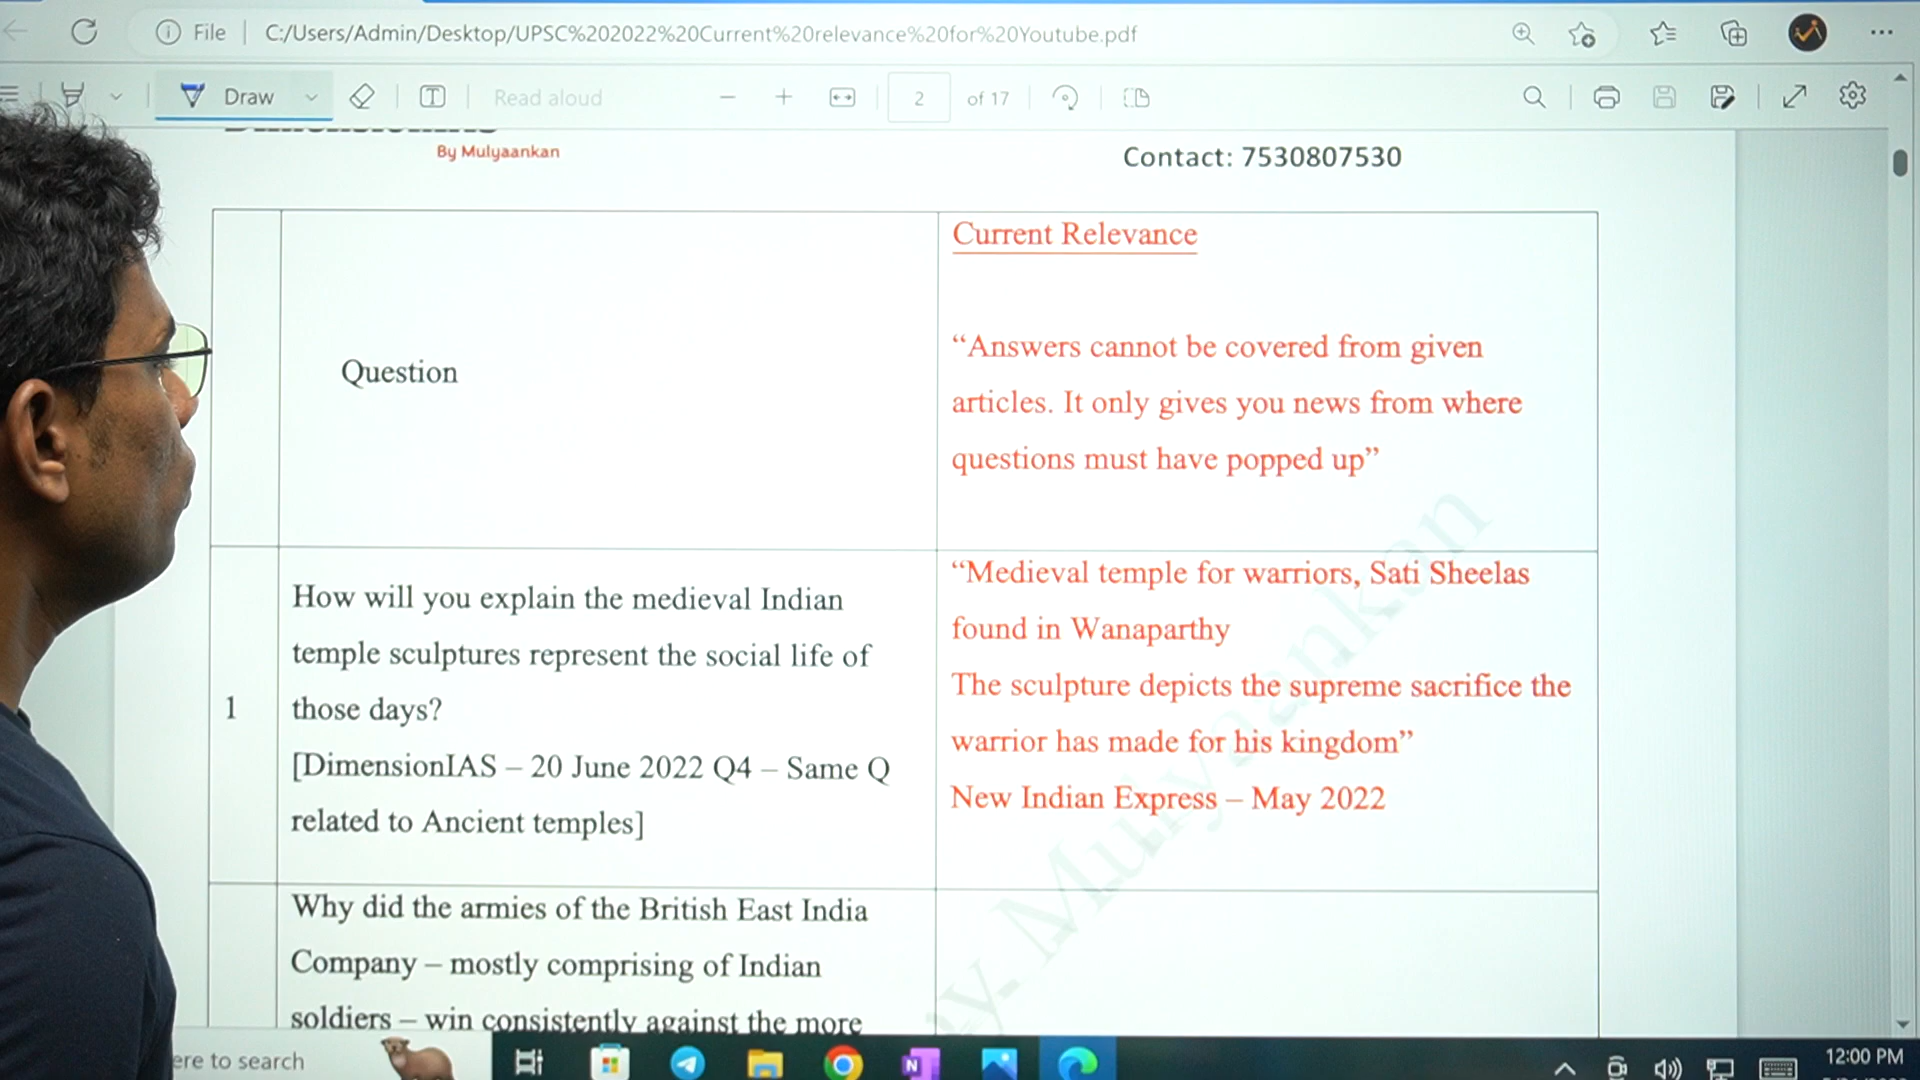 File
C:/Users/Admin/Desktop/UPSC%202022%20Current%20relevance%20for%20Youtube.pdf
Draw
Read aloud
2
of 17
By Mulyaankan
Contact: 7530807530
Question
Current Relevance
“Answers cannot be covered from given
articles. It only gives you news from where
questions must have popped up”
1
How will you explain the medieval Indian
temple sculptures represent the social life of
those days?
[DimensionIAS – 20 June 2022 Q4 – Same Q
related to Ancient temples]
“Medieval temple for warriors, Sati Sheelas
found in Wanaparthy
The sculpture depicts the supreme sacrifice the
warrior has made for his kingdom”
New Indian Express – May 2022
Why did the armies of the British East India
Company – mostly comprising of Indian
soldiers – win consistently against the more
Mulyaankan
ere to search
12:00 PM